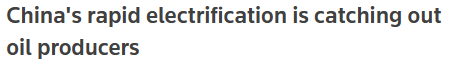 China's rapid electrification is catching out
oil producers